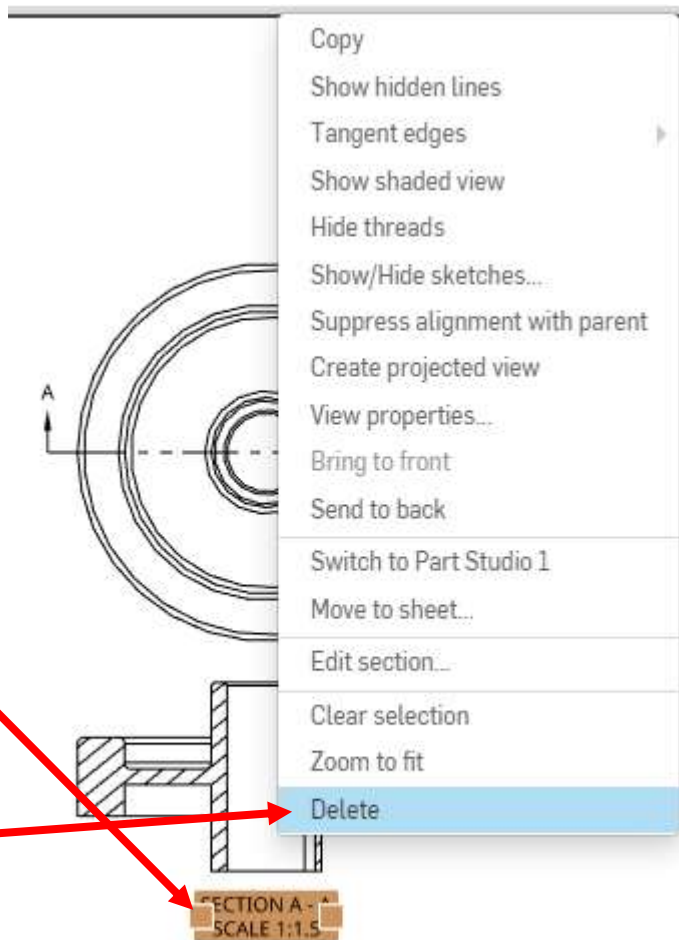 Copy
Show hidden lines
Tangent edges
Show shaded view
Hide threads
Show/Hide sketches...
Suppress alignment with parent
Create projected view
View properties...
Bring to front
Send to back
Switch to Part Studio 1
Move to sheet...
Edit section...
Clear selection
Zoom to fit
Delete
A
SECTION A - A
SCALE 1:1.5